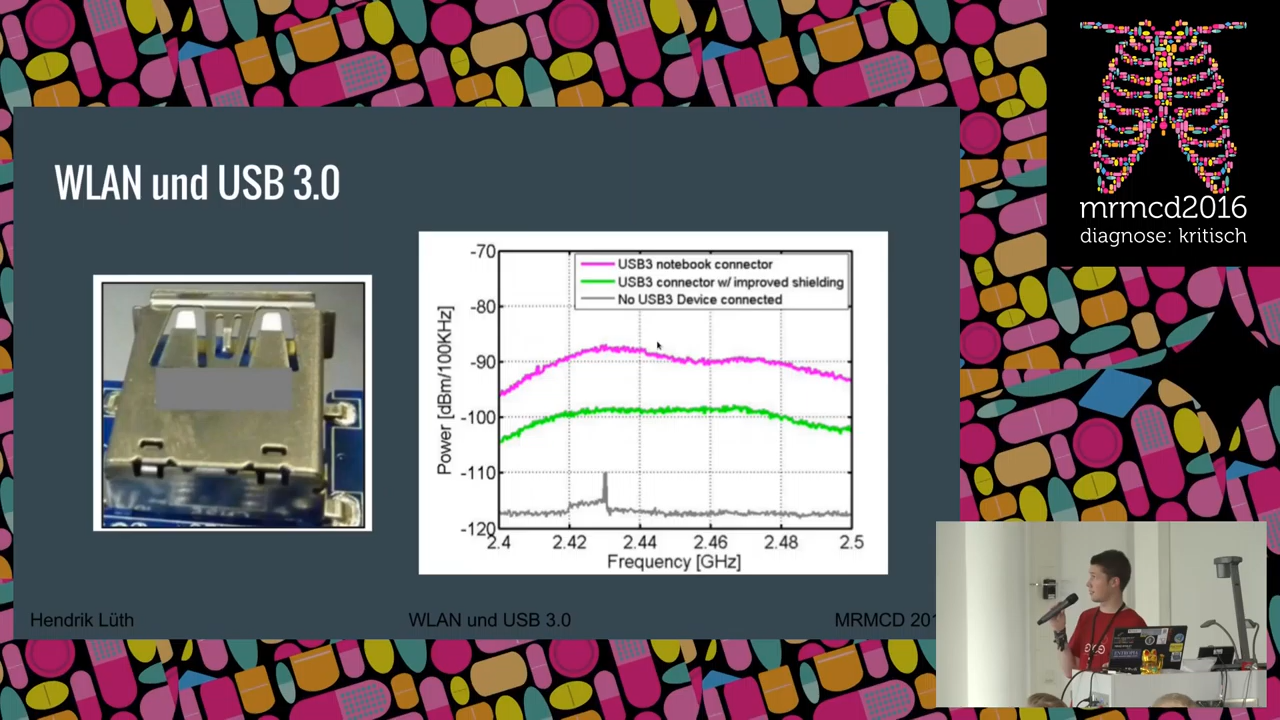 WLAN und USB 3.0
-70
-80
-90
-100
-110
-120
Power [dBm/100KHz]
USB3 notebook connector
USB3 connector w/ improved shielding
No USB3 Device connected
2.4 2.42 2.44 2.46 2.48 2.5
Frequency [GHz]
Hendrik Lüth
WLAN und USB 3.0
MRMCD 201
mrmcd2016
diagnose: kritisch